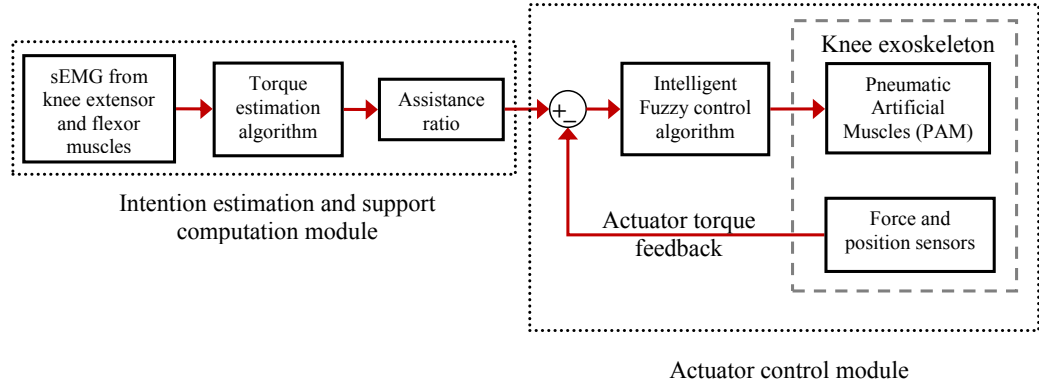 sEMG from
knee extensor
and flexor
muscles
Torque
estimation
algorithm
Assistance
ratio
Intention estimation and support
computation module
+
−
Intelligent
Fuzzy control
algorithm
Knee exoskeleton
Pneumatic
Artificial
Muscles (PAM)
Force and
position sensors
Actuator torque
feedback
Actuator control module